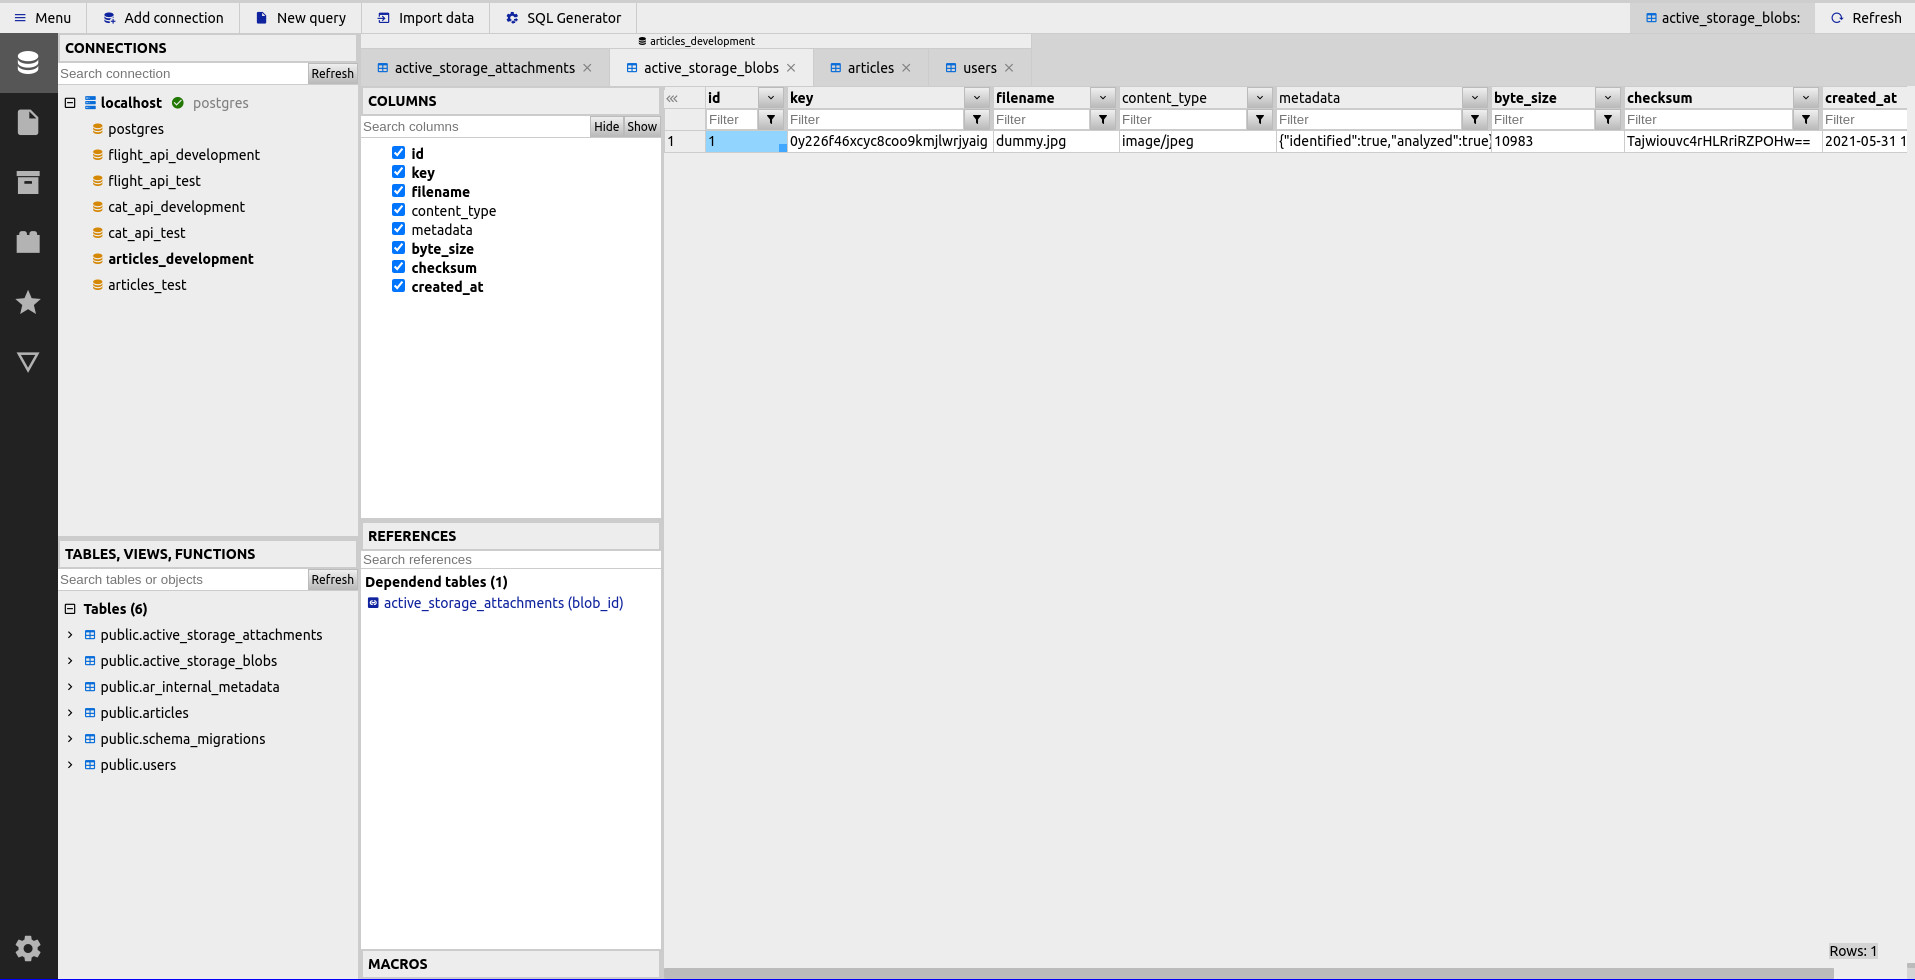 Menu
Add connection
New query
Import data
SQL Generator
active_storage_blobs:
Refresh
CONNECTIONS
Search connection
Refresh
localhost postgres
postgres
flight_api_development
flight_api_test
cat_api_development
cat_api_test
articles_development
articles_test
TABLES, VIEWS, FUNCTIONS
Search tables or objects
Refresh
Tables (6)
public.active_storage_attachments
public.active_storage_blobs
public.ar_internal_metadata
public.articles
public.schema_migrations
public.users
articles_development
active_storage_attachments
active_storage_blobs
articles
users
COLUMNS
Search columns
Hide
Show
id
key
filename
content_type
metadata
byte_size
checksum
created_at
REFERENCES
Search references
Dependend tables (1)
active_storage_attachments (blob_id)
MACROS
id key filename content_type metadata byte_size checksum created_at
Filter Filter Filter Filter Filter Filter Filter Filter
1 1 0y226f46xcyc8coo9kmjlwrjyaig dummy.jpg image/jpeg {"identified":true,"analyzed":true} 10983 Tajwiouvc4rHLRriRZPOHw== 2021-05-31 1
Rows: 1